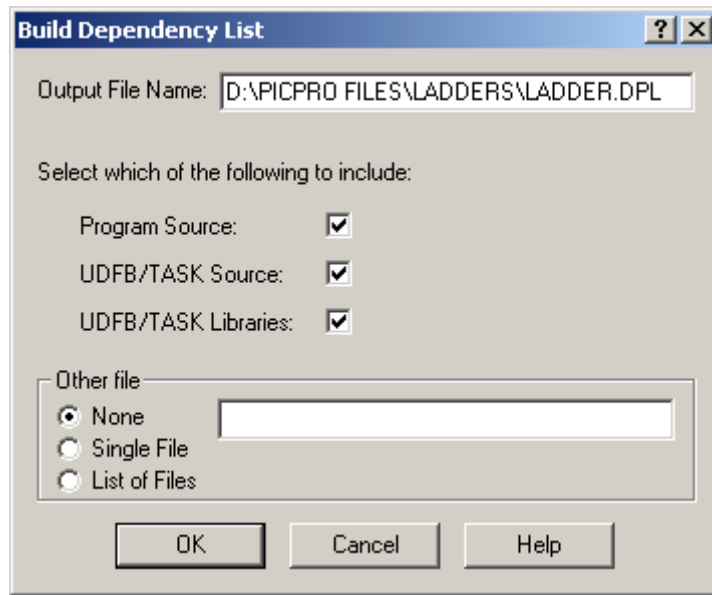 Build Dependency List
Output File Name: D:\PICPRO FILES\LADDERS\LADDER.DPL
Select which of the following to include:
Program Source:
UDFB/TASK Source:
UDFB/TASK Libraries:
Other file
None
Single File
List of Files
OK Cancel Help